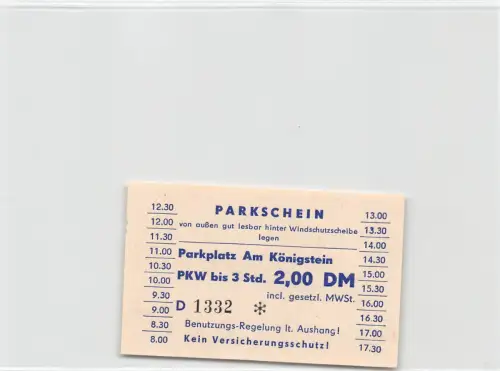 12.30
12.00
11.30
11.00
10.30
10.00
9.30
9.00
8.30
8.00
PARKSCHEIN
von außen gut lesbar hinter Windschutzscheibe
legen
Parkplatz Am Königstein
PKW bis 3 Std. 2,00 DM
incl. gesetzl. MWSt.
D 1332 *
Benutzungs-Regelung lt. Aushang!
Kein Versicherungsschutz!
13.00
13.30
14.00
14.30
15.00
15.30
16.00
16.30
17.00
17.30